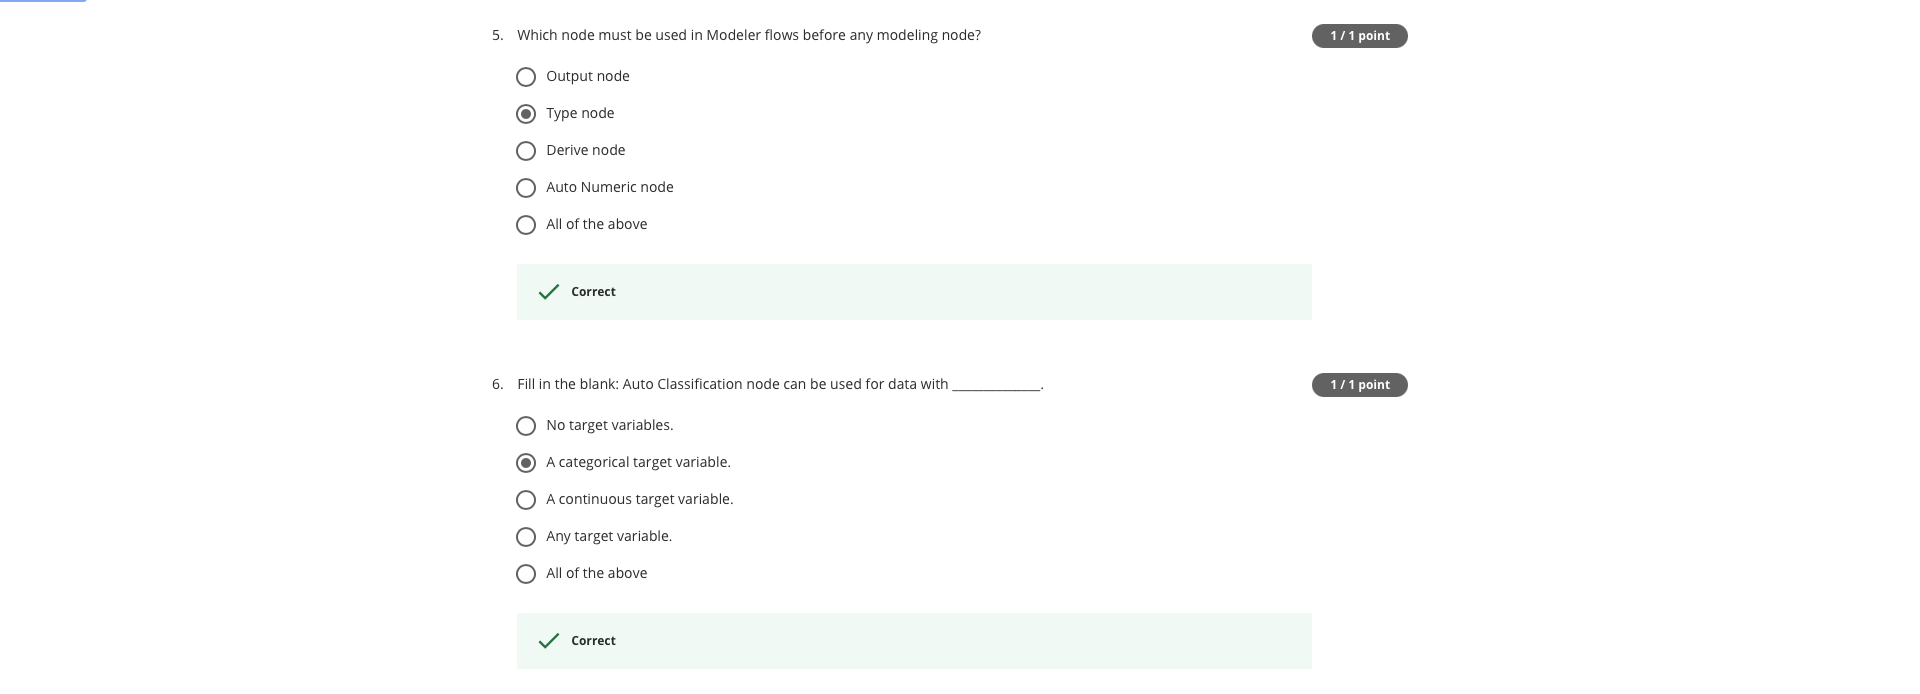 5. Which node must be used in Modeler flows before any modeling node?
1 / 1 point
Output node
Type node
Derive node
Auto Numeric node
All of the above
Correct
6. Fill in the blank: Auto Classification node can be used for data with ______________.
1 / 1 point
No target variables.
A categorical target variable.
A continuous target variable.
Any target variable.
All of the above
Correct